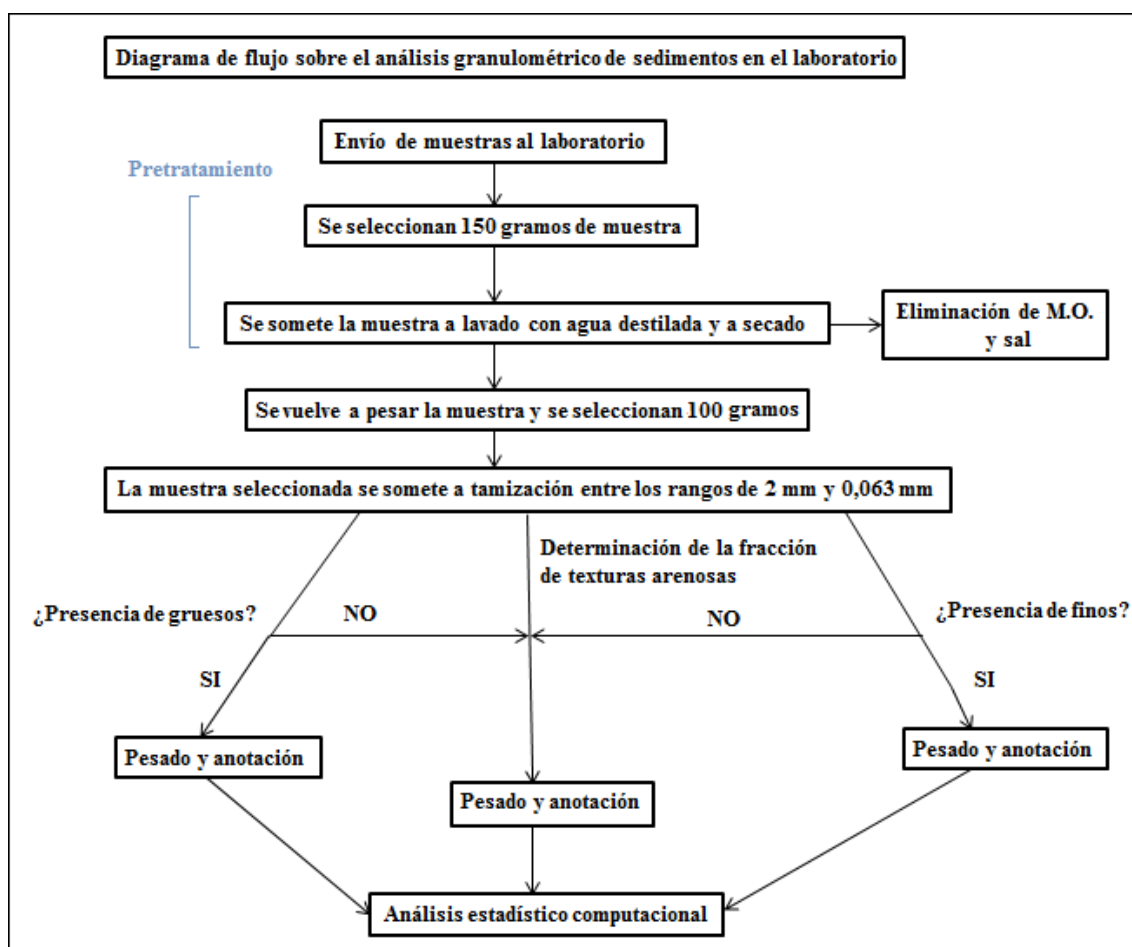 Diagrama de flujo sobre el análisis granulométrico de sedimentos en el laboratorio
Envío de muestras al laboratorio
Pretratamiento
Se seleccionan 150 gramos de muestra
Se somete la muestra a lavado con agua destilada y a secado
Eliminación de M.O.
y sal
Se vuelve a pesar la muestra y se seleccionan 100 gramos
La muestra seleccionada se somete a tamización entre los rangos de 2 mm y 0,063 mm
Determinación de la fracción
de texturas arenosas
¿Presencia de gruesos?
NO
NO
¿Presencia de finos?
SI
SI
Pesado y anotación
Pesado y anotación
Pesado y anotación
Análisis estadístico computacional